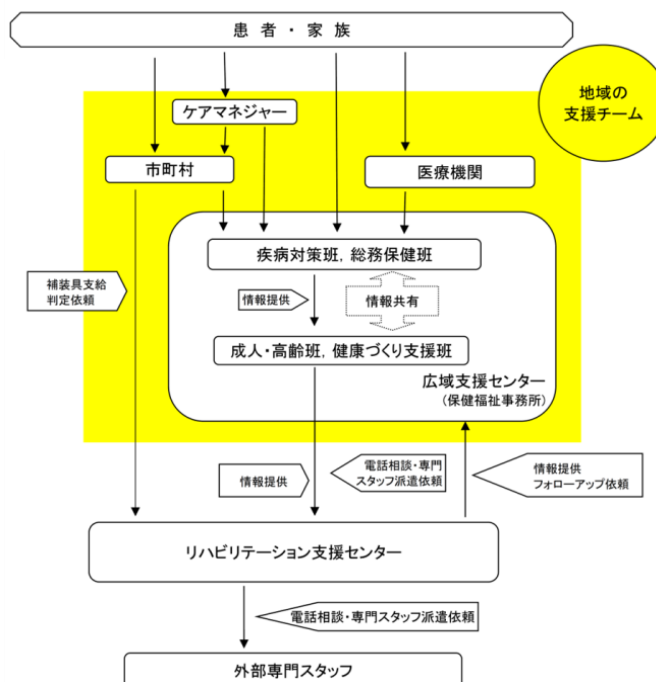 患者・家族
地域の
支援チーム
ケアマネジャー
市町村
医療機関
疾病対策班，総務保健班
補装具支給
判定依頼
情報提供
情報共有
成人・高齢班，健康づくり支援班
広域支援センター
（保健福祉事務所）
情報提供
電話相談・専門
スタッフ派遣依頼
情報提供
フォローアップ依頼
リハビリテーション支援センター
電話相談・専門スタッフ派遣依頼
外部専門スタッフ